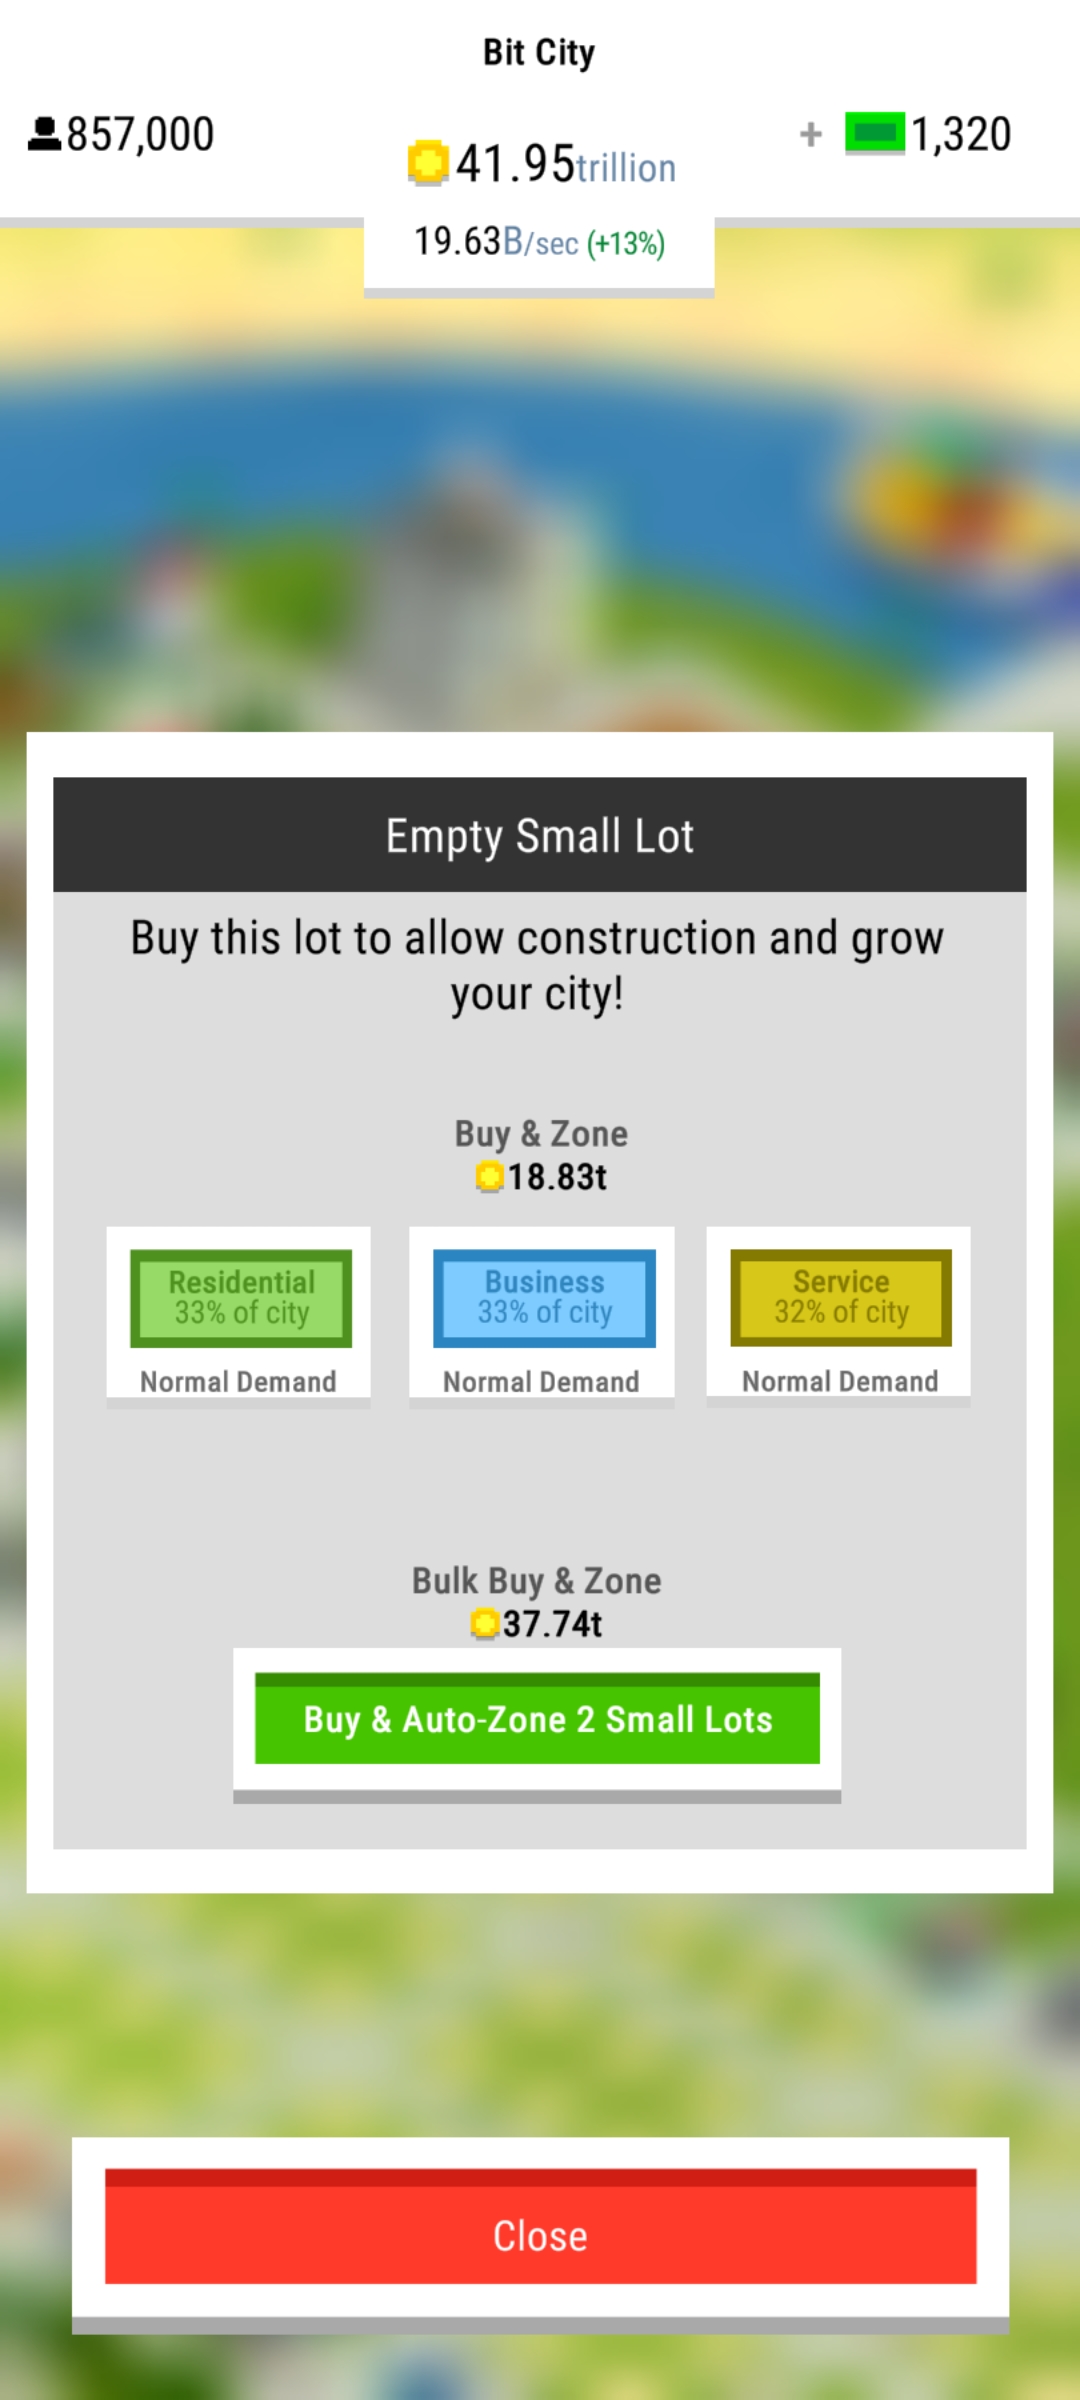 Bit City
857,000
+ 1,320
41.95trillion
19.63B/sec (+13%)
Empty Small Lot
Buy this lot to allow construction and grow
your city!
Buy & Zone
18.83t
Residential
33% of city
Normal Demand
Business
33% of city
Normal Demand
Service
32% of city
Normal Demand
Bulk Buy & Zone
37.74t
Buy & Auto-Zone 2 Small Lots
Close